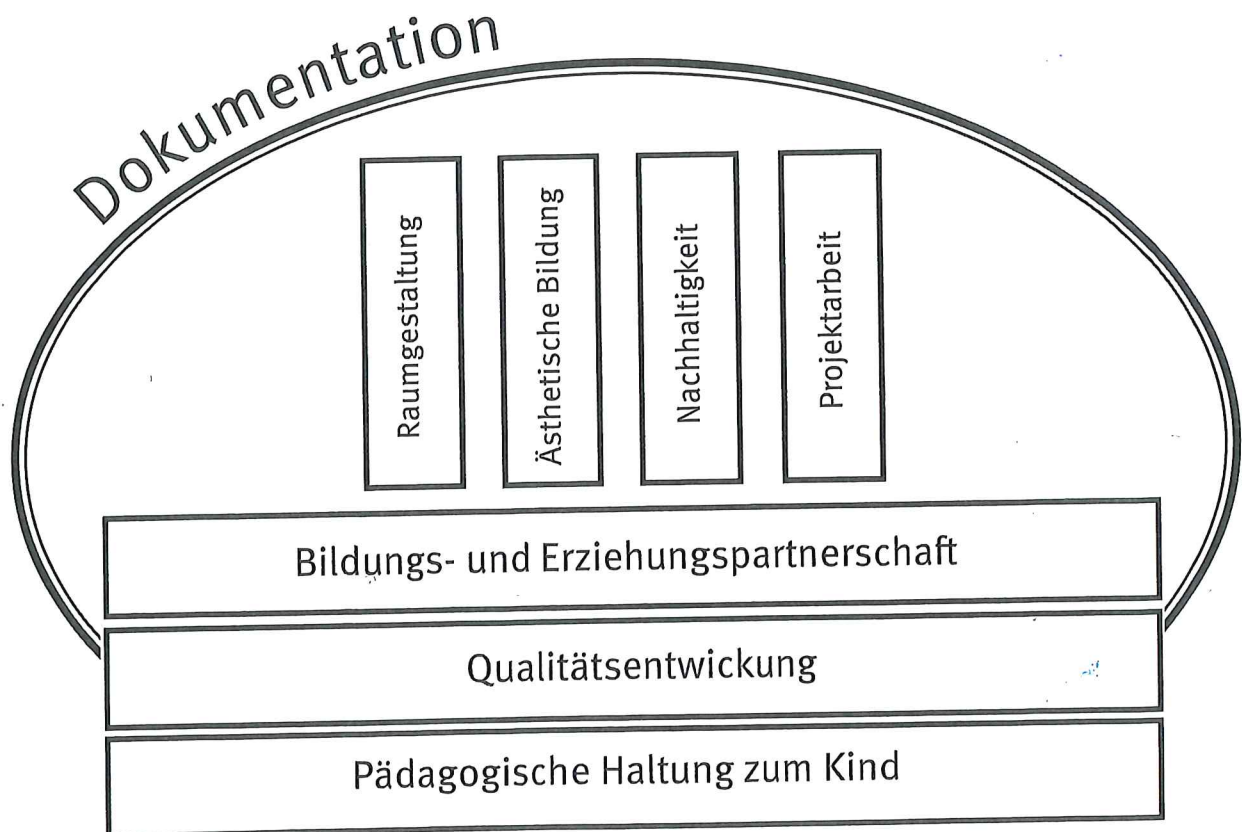 Dokumentation
Raumgestaltung
Ästhetische Bildung
Nachhaltigkeit
Projektarbeit
Bildungs- und Erziehungspartnerschaft
Qualitätsentwickung
Pädagogische Haltung zum Kind